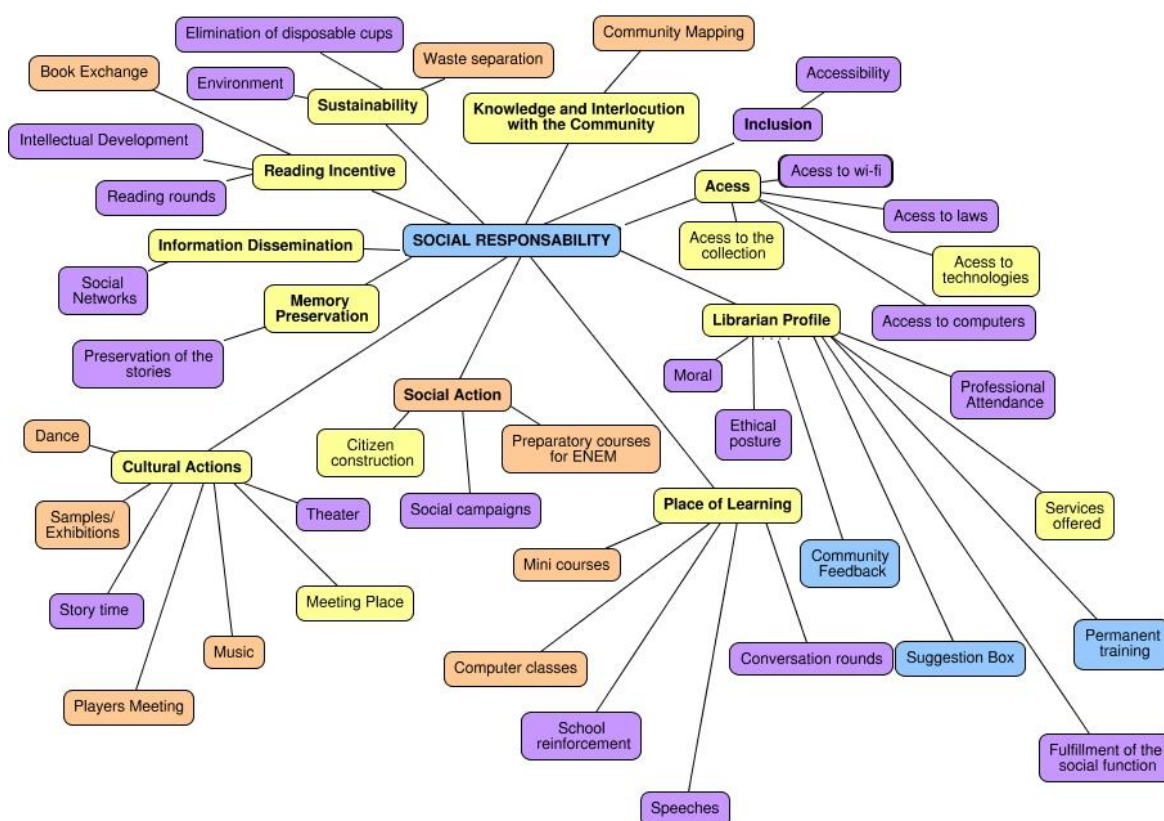 Elimination of disposable cups
Community Mapping
Waste separation
Book Exchange
Environment
Accessibility
Sustainability
Knowledge and Interlocution
with the Community
Inclusion
Intellectual Development
Reading Incentive
Acess to wi-fi
Acess
Reading rounds
Acess to laws
Information Dissemination
SOCIAL RESPONSABILITY
Acess to the
collection
Acess to
technologies
Social
Networks
Memory
Preservation
Librarian Profile
Access to computers
Preservation of the
stories
Moral
Professional
Attendance
Social Action
Ethical
posture
Dance
Citizen
construction
Preparatory courses
for ENEM
Cultural Actions
Place of Learning
Services
offered
Samples/
Exhibitions
Theater
Social campaigns
Mini courses
Community
Feedback
Story time
Meeting Place
Music
Computer classes
Conversation rounds
Suggestion Box
Permanent
training
Players Meeting
School
reinforcement
Fulfillment of the
social function
Speeches